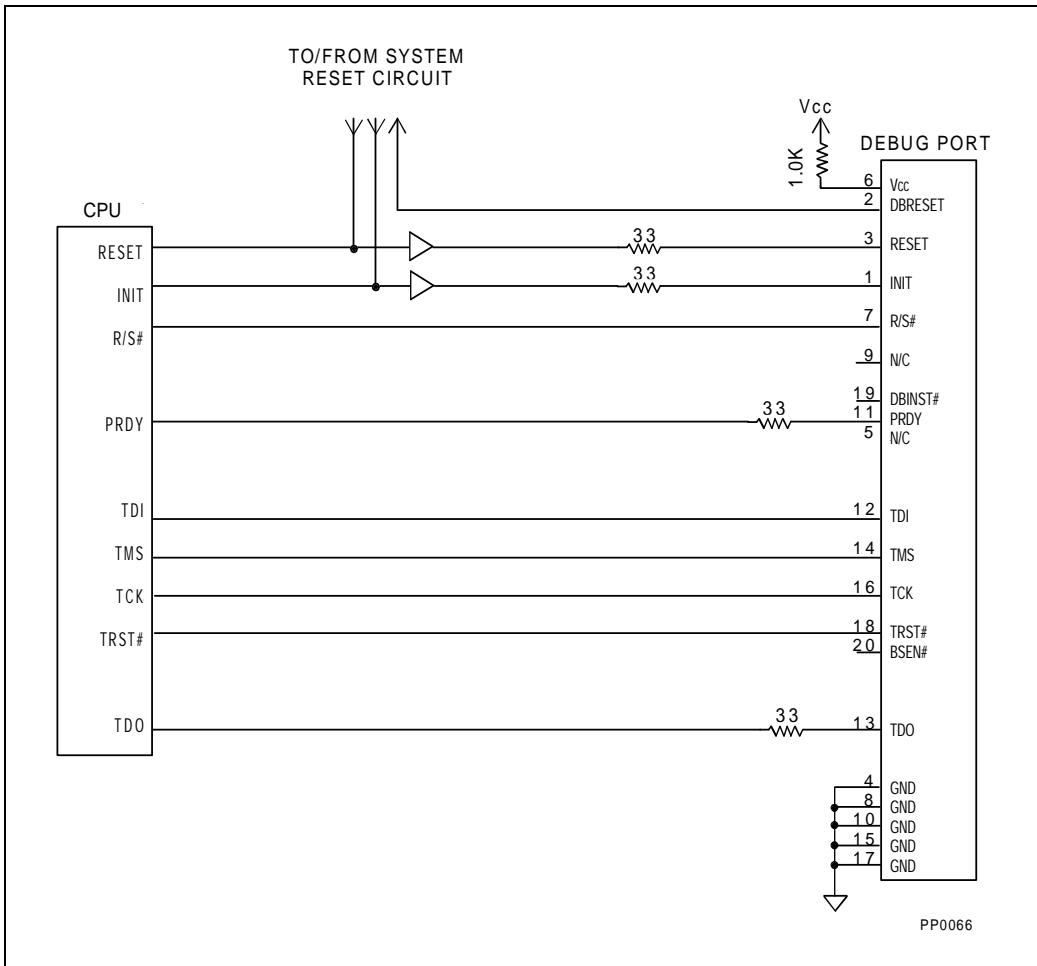 TO/FROM SYSTEM
RESET CIRCUIT
Vcc
1.0K
DEBUG PORT
CPU
6 Vcc
2 DBRESET
RESET 33 3 RESET
INIT 33 1 INIT
R/S# 7 R/S#
9 N/C
19 DBINST#
PRDY 33 11 PRDY
5 N/C
TDI 12 TDI
TMS 14 TMS
TCK 16 TCK
TRST# 18 TRST#
20 BSEN#
TDO 33 13 TDO
4 GND
8 GND
10 GND
15 GND
17 GND
PP0066